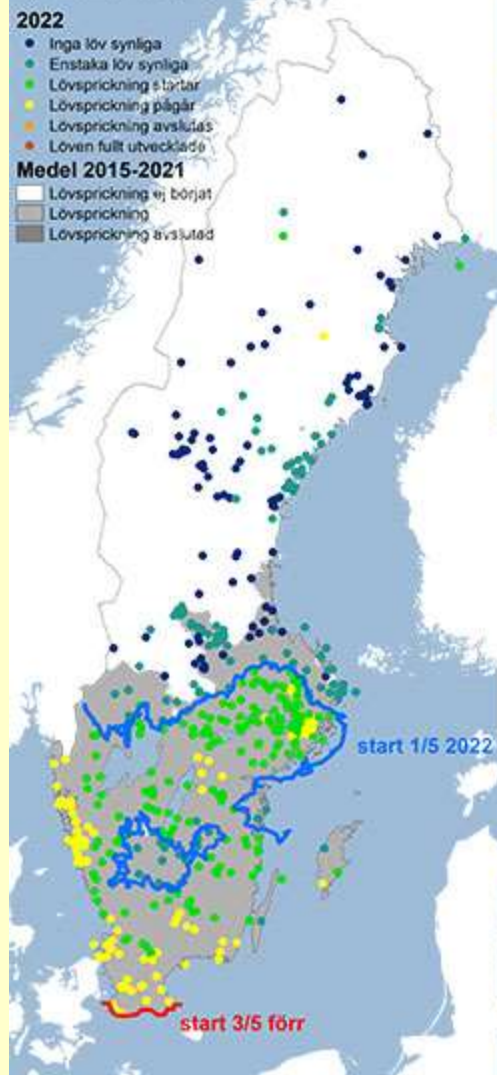 2022
Inga löv synliga
Enstaka löv synliga
Lövsprickning startar
Lövsprickning pågår
Lövsprickning avslutas
Löven fullt utvecklade
Medel 2015-2021
Lövsprickning ej börjat
Lövsprickning
Lövsprickning avslutad
start 1/5 2022
start 3/5 förr